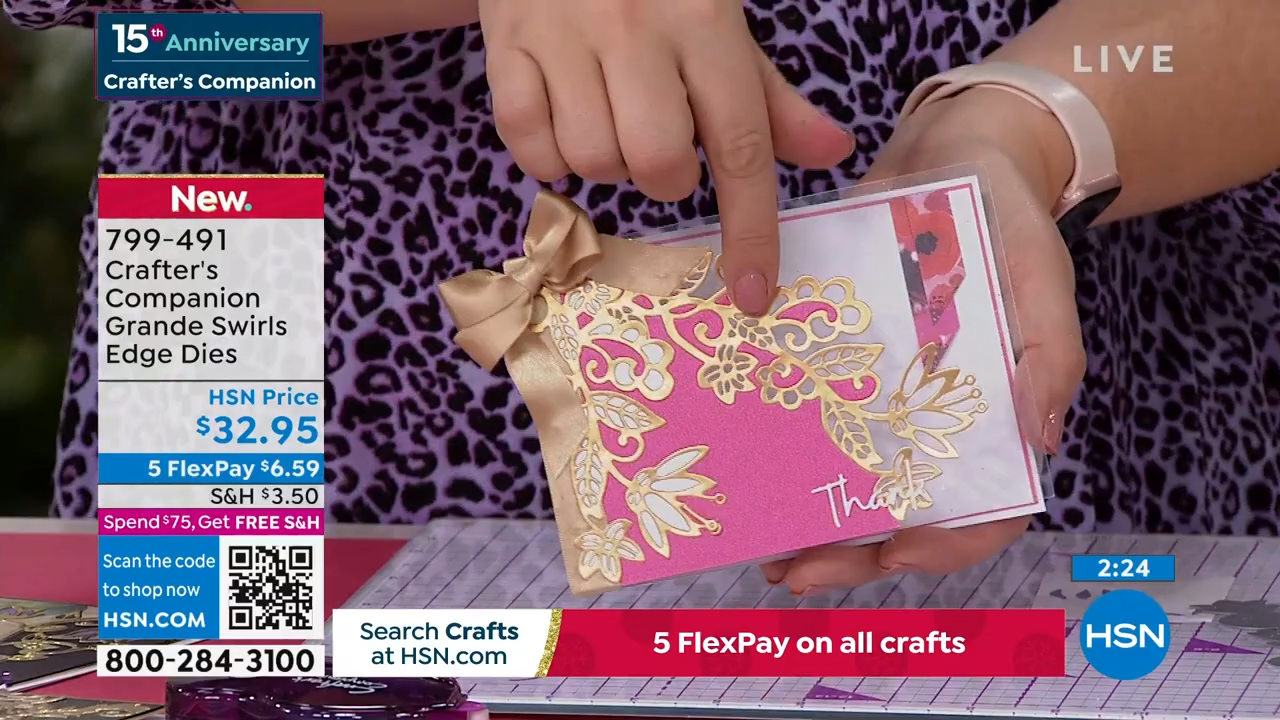 15th Anniversary
Crafter's Companion
LIVE
New.
799-491
Crafter's
Companion
Grande Swirls
Edge Dies
HSN Price
$32.95
5 FlexPay $6.59
S&H $3.50
Spend $75, Get FREE S&H
Scan the code
to shop now
HSN.COM
800-284-3100
Thank
Search Crafts
at HSN.com
5 FlexPay on all crafts
2:24
HSN